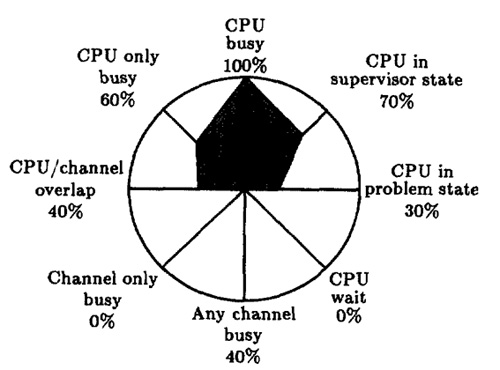 CPU
busy
100%
CPU in
supervisor state
70%
CPU in
problem state
30%
CPU
wait
0%
Any channel
busy
40%
Channel only
busy
0%
CPU/channel
overlap
40%
CPU only
busy
60%